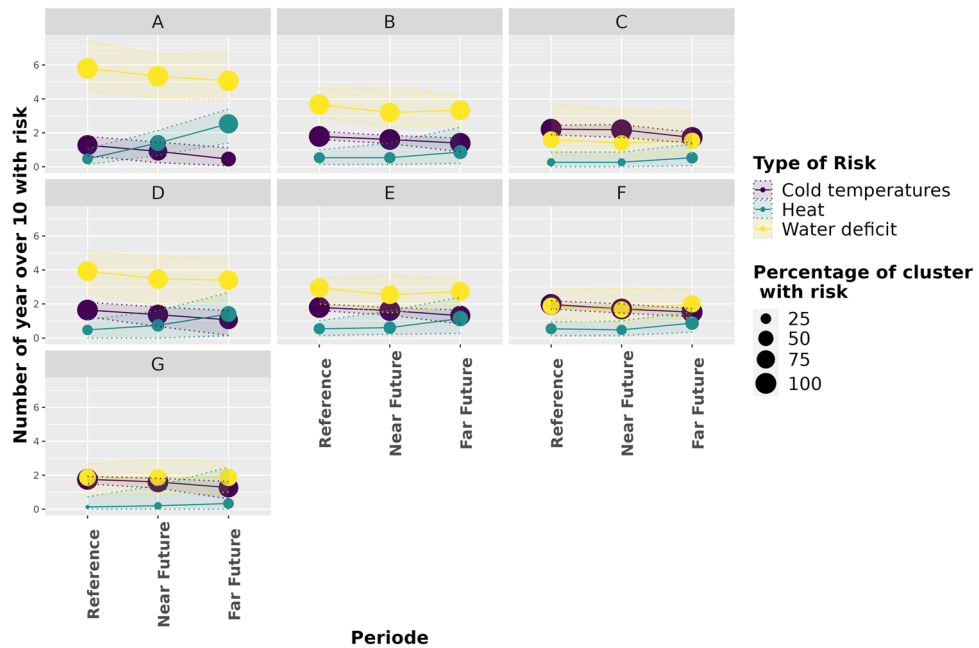 A
B
C
6
4
2
0
D
E
F
6
4
2
0
G
6
4
2
0
Number of year over 10 with risk
Reference
Near Future
Far Future
Reference
Near Future
Far Future
Reference
Near Future
Far Future
Periode
Type of Risk
Cold temperatures
Heat
Water deficit
Percentage of cluster
with risk
25
50
75
100